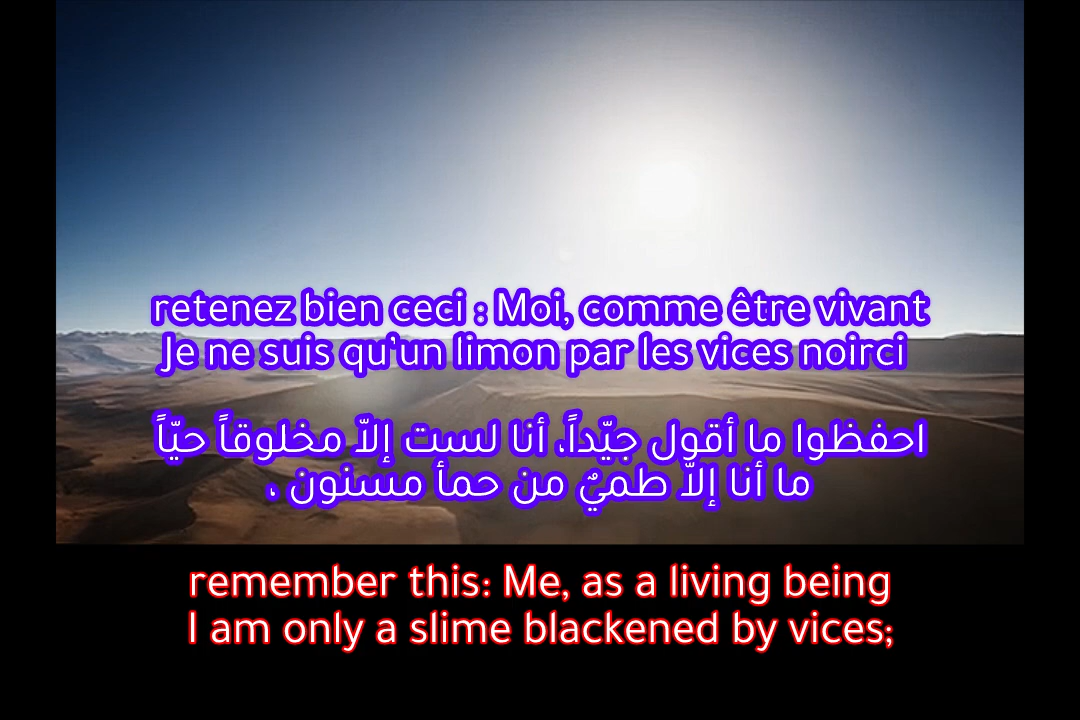 retenez bien ceci : Moi, comme être vivant
Je ne suis qu'un limon par les vices noirci
احفظوا ما أقول جيّداً، أنا لست إلاّ مخلوقاً حيّاً
ما أنا إلاّ طميٌ من حمأ مسنون ،
remember this: Me, as a living being
I am only a slime blackened by vices;